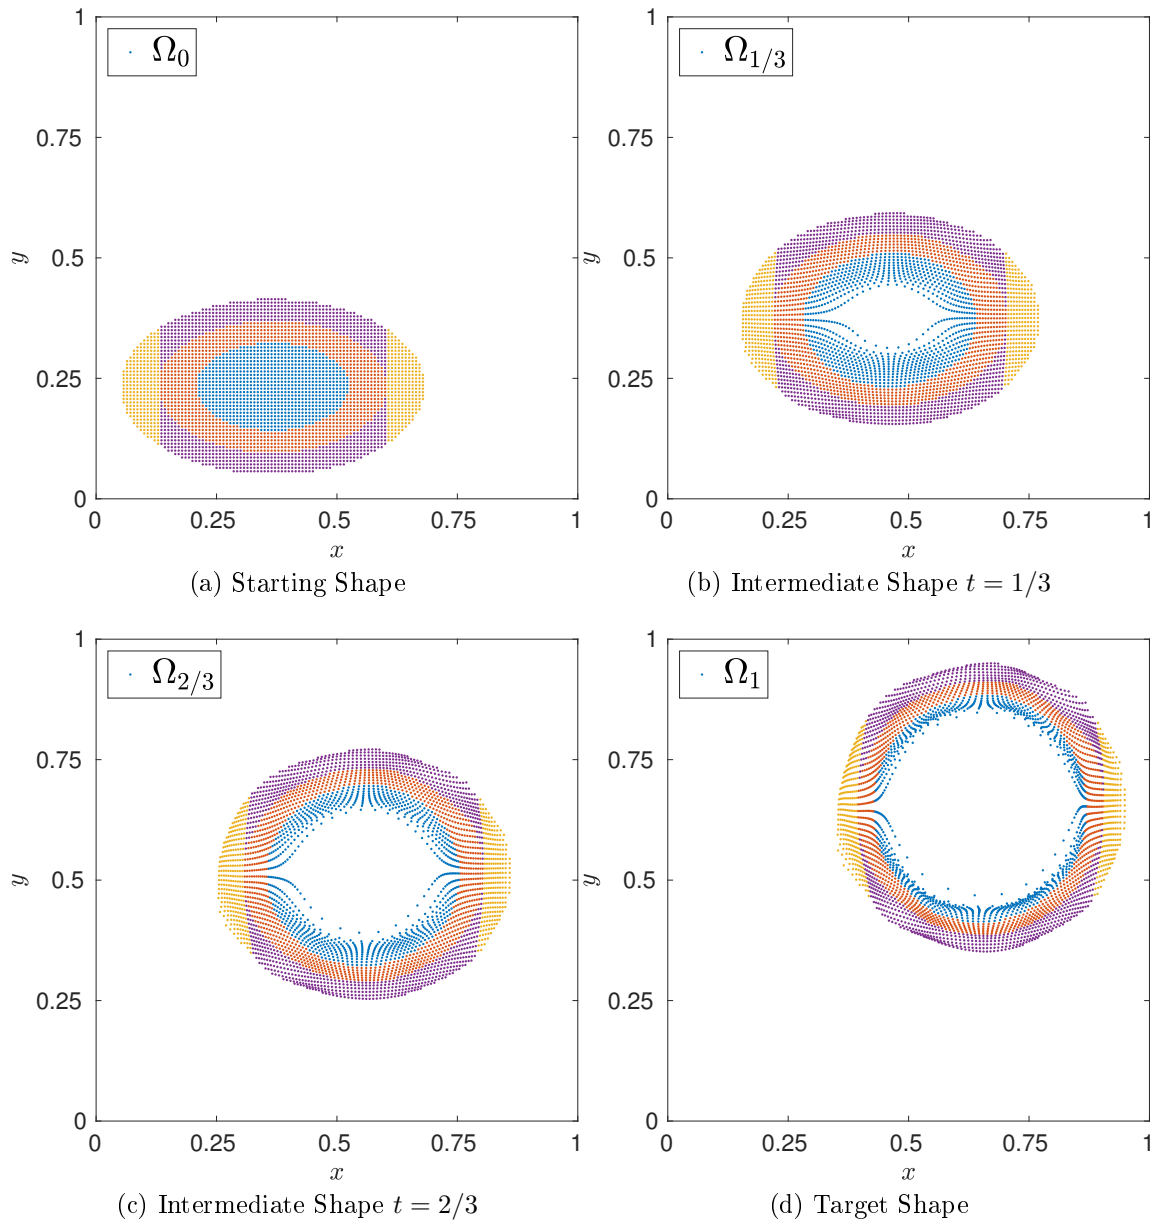 1
0.75
0.5
0.25
0
y
0 0.25 0.5 0.75 1
x
Ω₀
(a) Starting Shape
1
0.75
0.5
0.25
0
y
0 0.25 0.5 0.75 1
x
Ω₁/₃
(b) Intermediate Shape t = 1/3
1
0.75
0.5
0.25
0
y
0 0.25 0.5 0.75 1
x
Ω₂/₃
(c) Intermediate Shape t = 2/3
1
0.75
0.5
0.25
0
y
0 0.25 0.5 0.75 1
x
Ω₁
(d) Target Shape